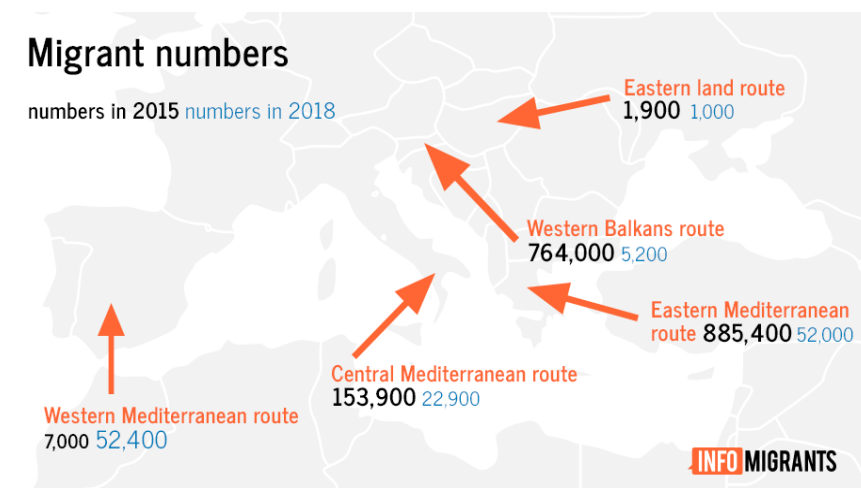 Migrant numbers
numbers in 2015 numbers in 2018
Eastern land route
1,900 1,000
Western Balkans route
764,000 5,200
Eastern Mediterranean
route 885,400 52,000
Central Mediterranean route
153,900 22,900
Western Mediterranean route
7,000 52,400
INFO MIGRANTS